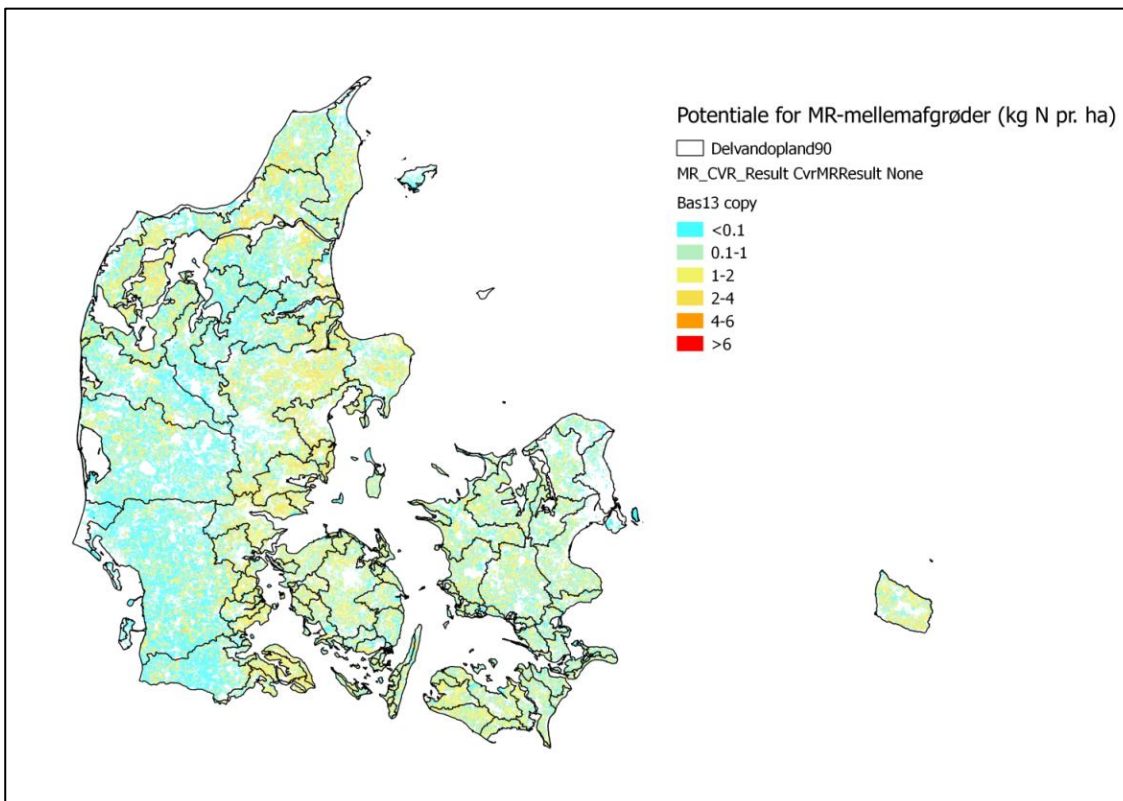 Potentiale for MR-mellemafgrøder (kg N pr. ha)
Delvandopland90
MR_CVR_Result CvrMRResult None
Bas13 copy
<0.1
0.1-1
1-2
2-4
4-6
>6